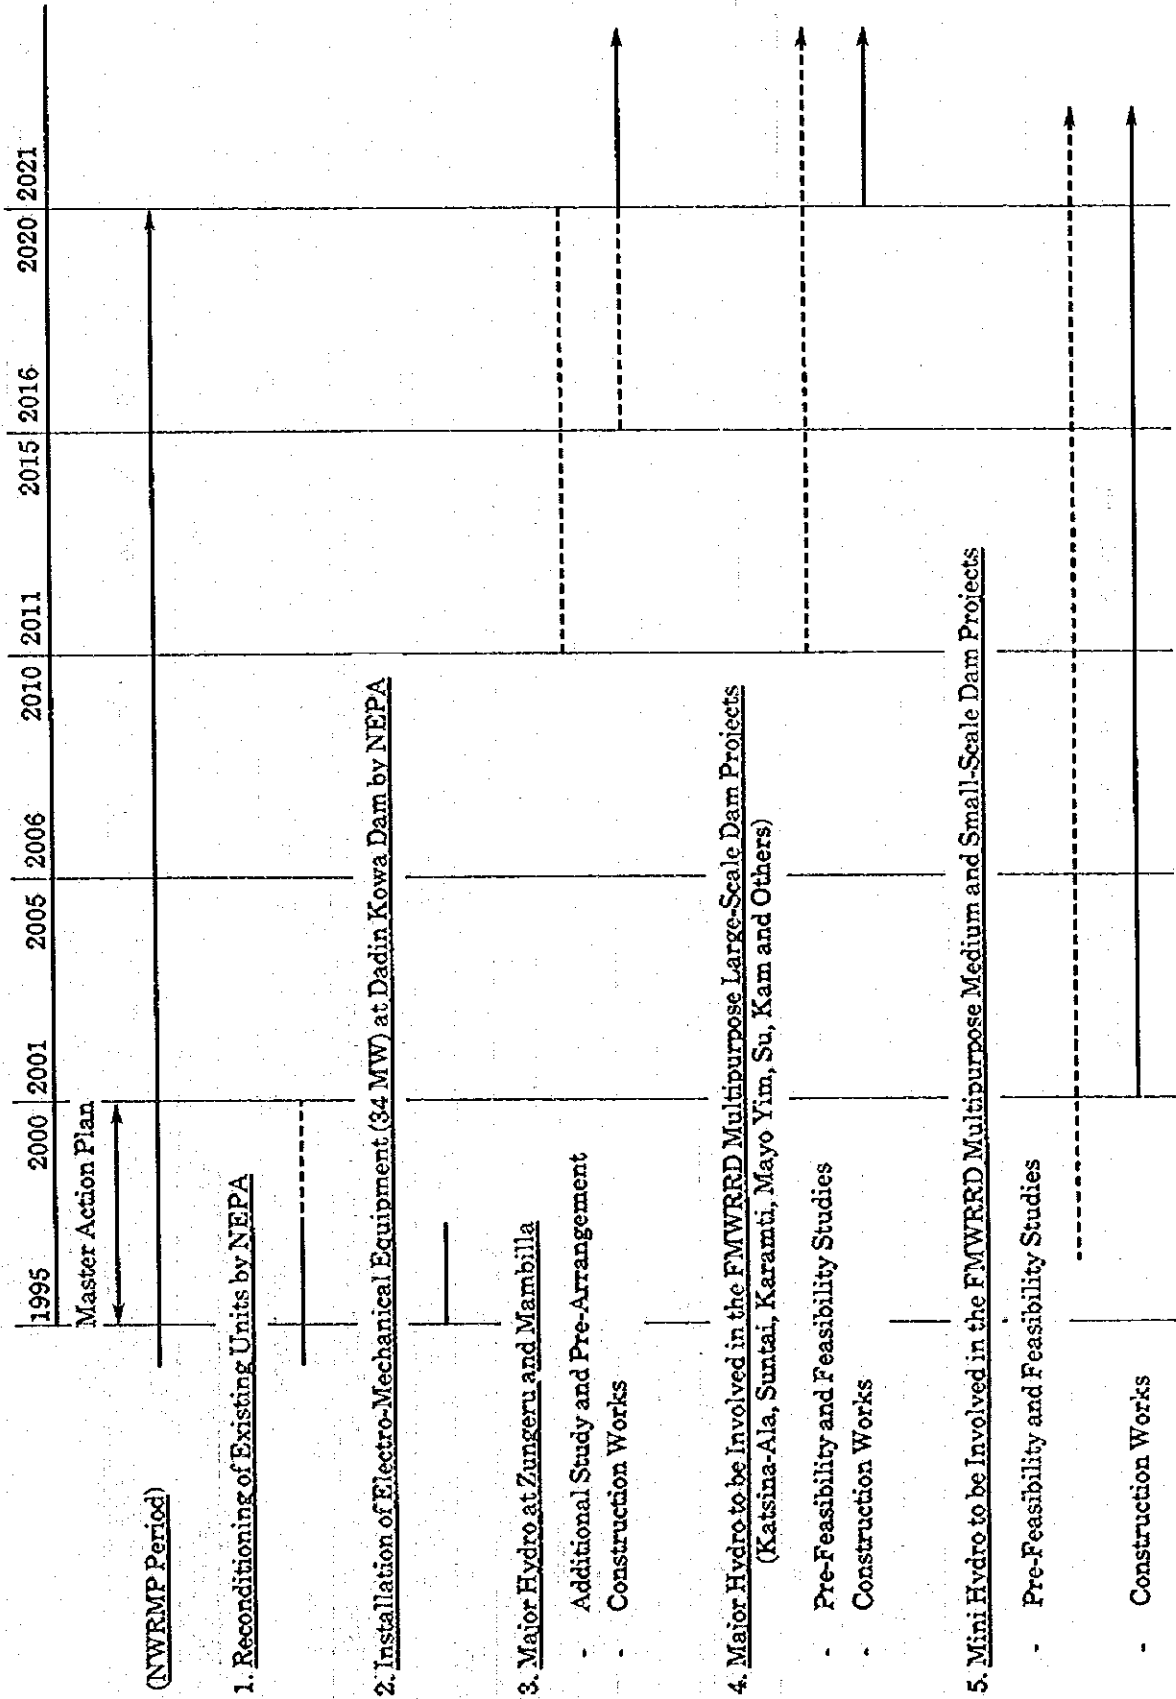 1995 2000 2001 2005 2006 2010 2011 2015 2016 2020 2021
Master Action Plan
(NWRMP Period)
1. Reconditioning of Existing Units by NEPA
2. Installation of Electro-Mechanical Equipment (34 MW) at Dadin Kowa Dam by NEPA
3. Major Hydro at Zungeru and Mambilla
- Additional Study and Pre-Arrangement
- Construction Works
4. Major Hydro to be Involved in the FMWRRD Multipurpose Large-Scale Dam Projects
(Katsina-Ala, Suntai, Karamti, Mayo Yim, Su, Kam and Others)
- Pre-Feasibility and Feasibility Studies
- Construction Works
5. Mini Hydro to be Involved in the FMWRRD Multipurpose Medium and Small-Scale Dam Projects
- Pre-Feasibility and Feasibility Studies
- Construction Works